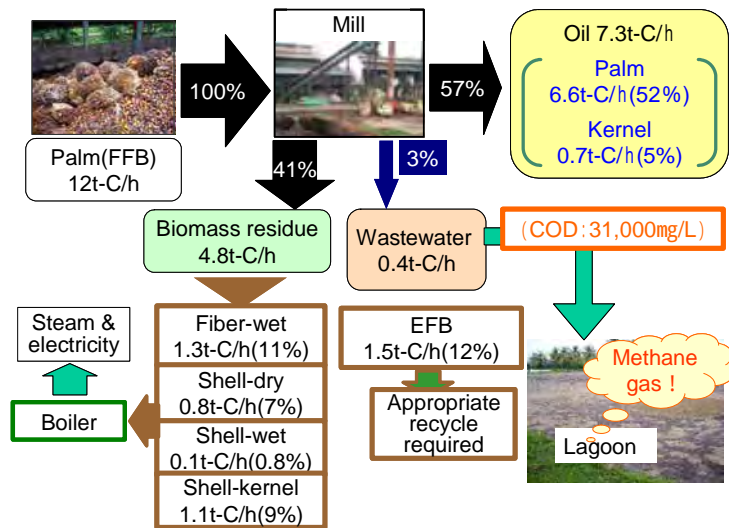 Mill
100%
57%
Oil 7.3t-C/h
Palm
6.6t-C/h(52%)
Kernel
0.7t-C/h(5%)
Palm(FFB)
12t-C/h
41%
3%
Biomass residue
4.8t-C/h
Wastewater
0.4t-C/h
(COD:31,000mg/L)
Steam &
electricity
Boiler
Fiber-wet
1.3t-C/h(11%)
Shell-dry
0.8t-C/h(7%)
Shell-wet
0.1t-C/h(0.8%)
Shell-kernel
1.1t-C/h(9%)
EFB
1.5t-C/h(12%)
Appropriate
recycle
required
Methane
gas !
Lagoon